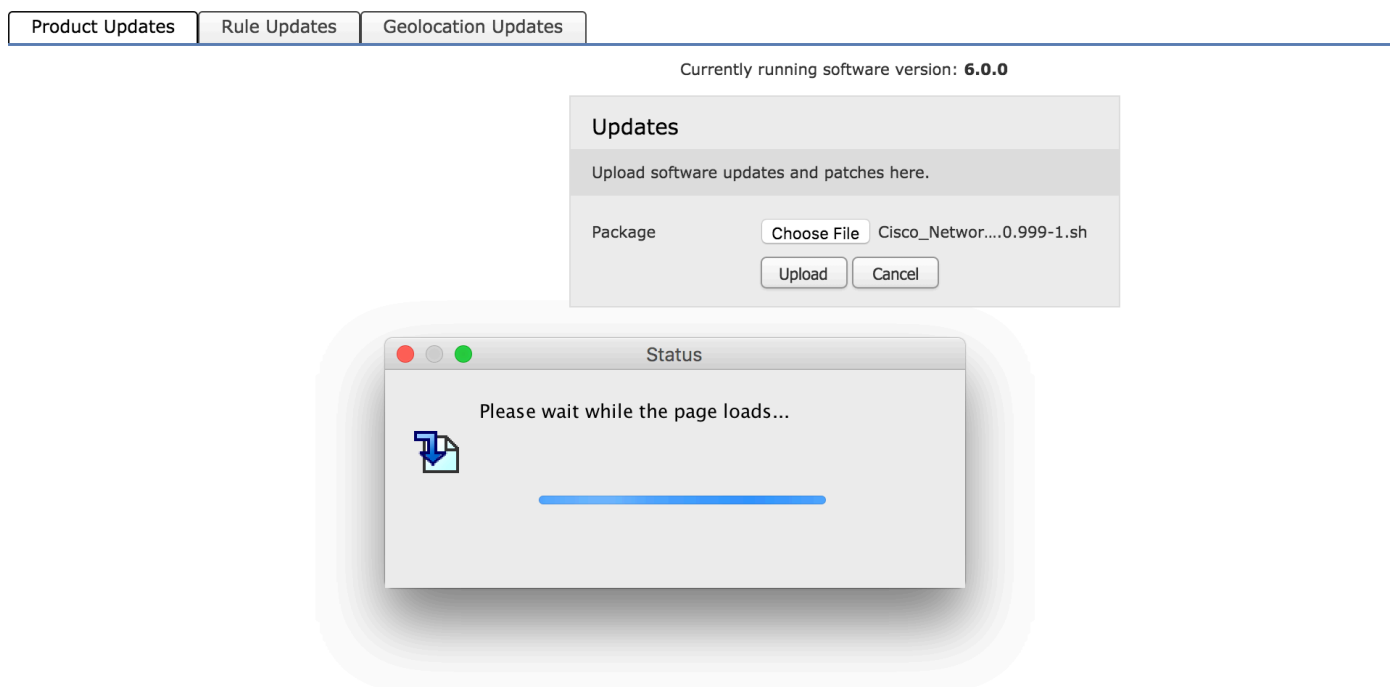 Product Updates Rule Updates Geolocation Updates
Currently running software version: 6.0.0
Updates
Upload software updates and patches here.
Package Choose File Cisco_Networ....0.999-1.sh
Upload Cancel
Status
Please wait while the page loads...